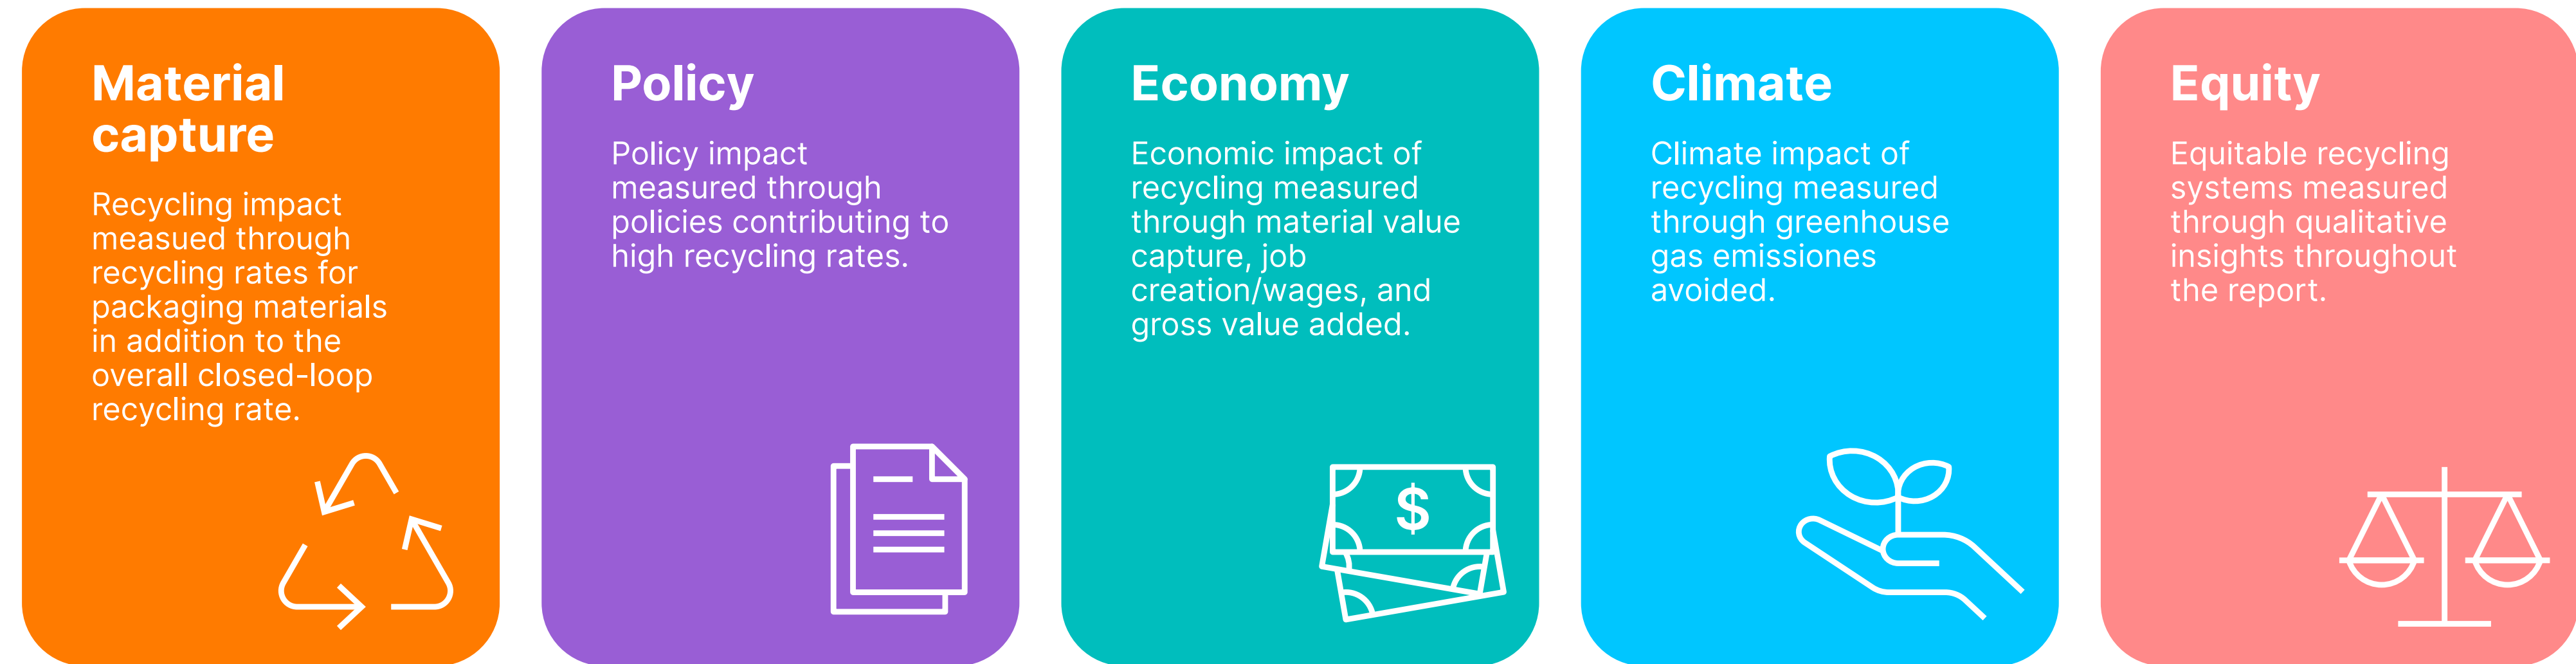 Material
capture
Recycling impact
measued through
recycling rates for
packaging materials
in addition to the
overall closed-loop
recycling rate.
Policy
Policy impact
measured through
policies contributing to
high recycling rates.
Economy
Economic impact of
recycling measured
through material value
capture, job
creation/wages, and
gross value added.
$
Climate
Climate impact of
recycling measured
through greenhouse
gas emissiones
avoided.
Equity
Equitable recycling
systems measured
through qualitative
insights throughout
the report.